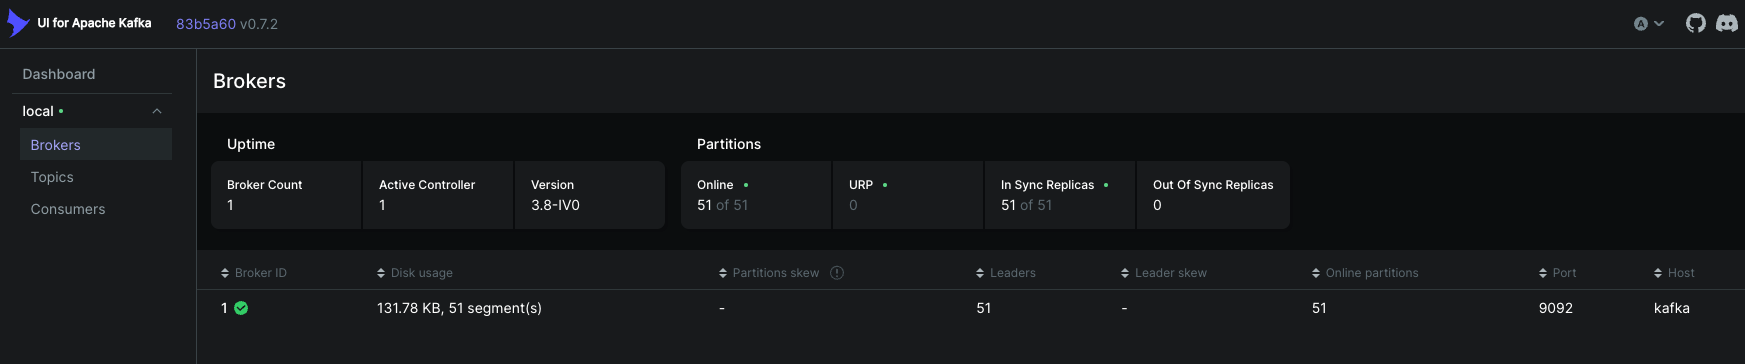 UI for Apache Kafka 83b5a60 v0.7.2 A
Dashboard
local
Brokers
Topics
Consumers
Brokers
Uptime
Broker Count
1
Active Controller
1
Version
3.8-IV0
Partitions
Online
51 of 51
URP
0
In Sync Replicas
51 of 51
Out Of Sync Replicas
0
Broker ID Disk usage Partitions skew Leaders Leader skew Online partitions Port Host
1 131.78 KB, 51 segment(s) - 51 - 51 9092 kafka